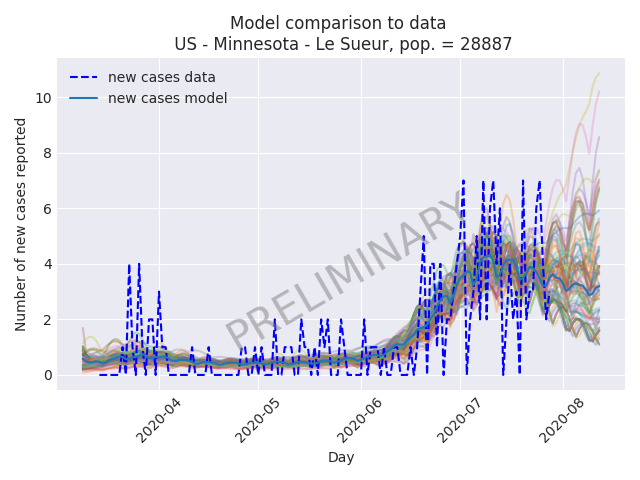 Model comparison to data
US - Minnesota - Le Sueur, pop. = 28887
new cases data
new cases model
Number of new cases reported
10
8
6
4
2
0
PRELIMINARY
2020-04
2020-05
2020-06
2020-07
2020-08
Day